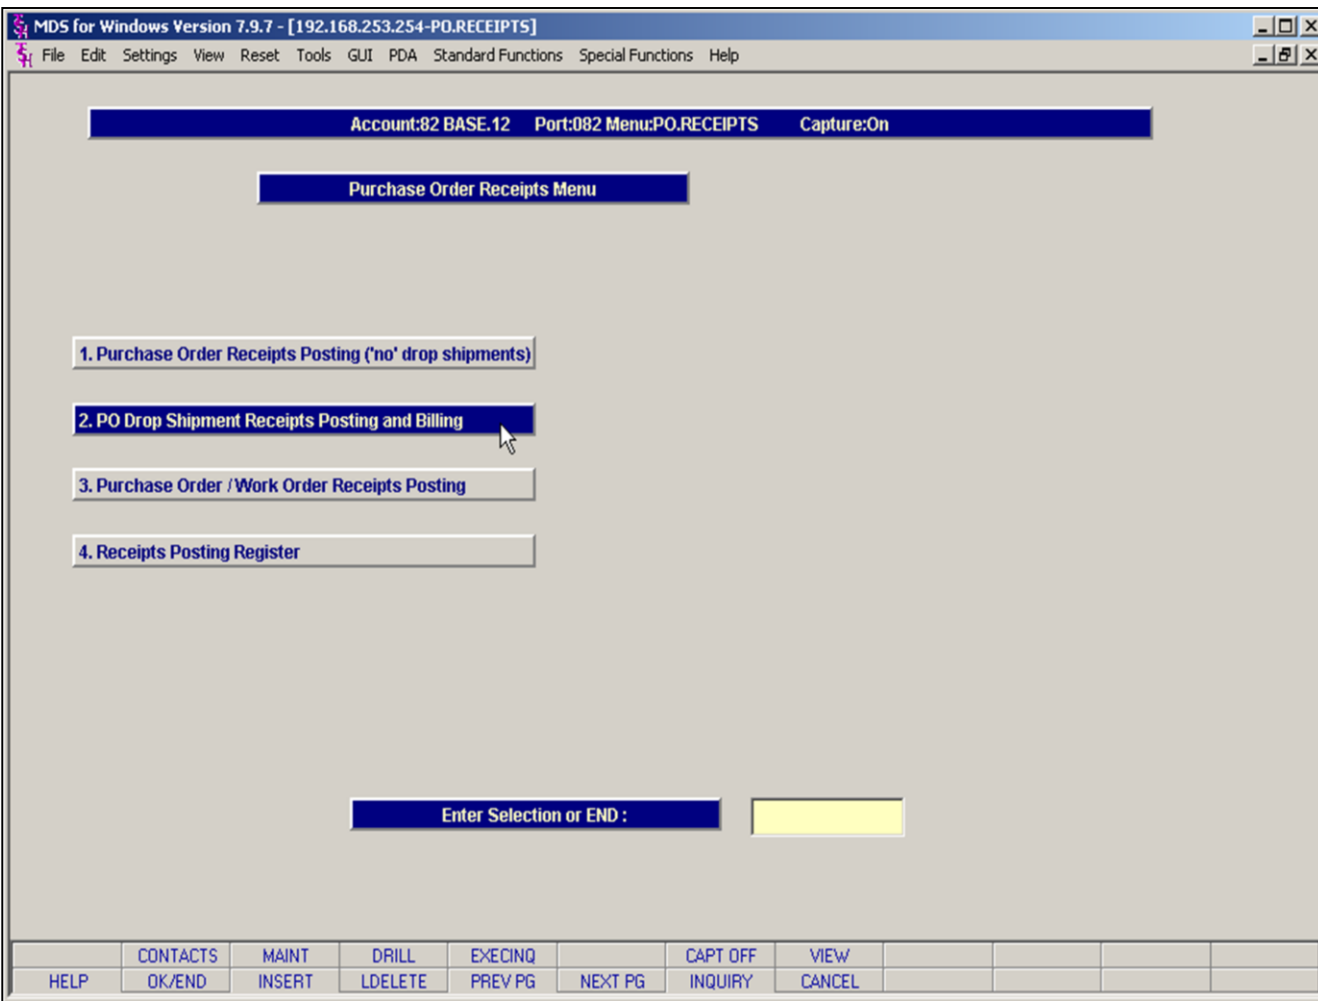 MDS for Windows Version 7.9.7 - [192.168.253.254-PO.RECEIPTS]
File Edit Settings View Reset Tools GUI PDA Standard Functions Special Functions Help
Account:82 BASE.12 Port:082 Menu:PO.RECEIPTS Capture:On
Purchase Order Receipts Menu
1. Purchase Order Receipts Posting ('no' drop shipments)
2. PO Drop Shipment Receipts Posting and Billing
3. Purchase Order / Work Order Receipts Posting
4. Receipts Posting Register
Enter Selection or END :
CONTACTS MAINT DRILL EXECINQ CAPT OFF VIEW
HELP OK/END INSERT LDELETE PREV PG NEXT PG INQUIRY CANCEL